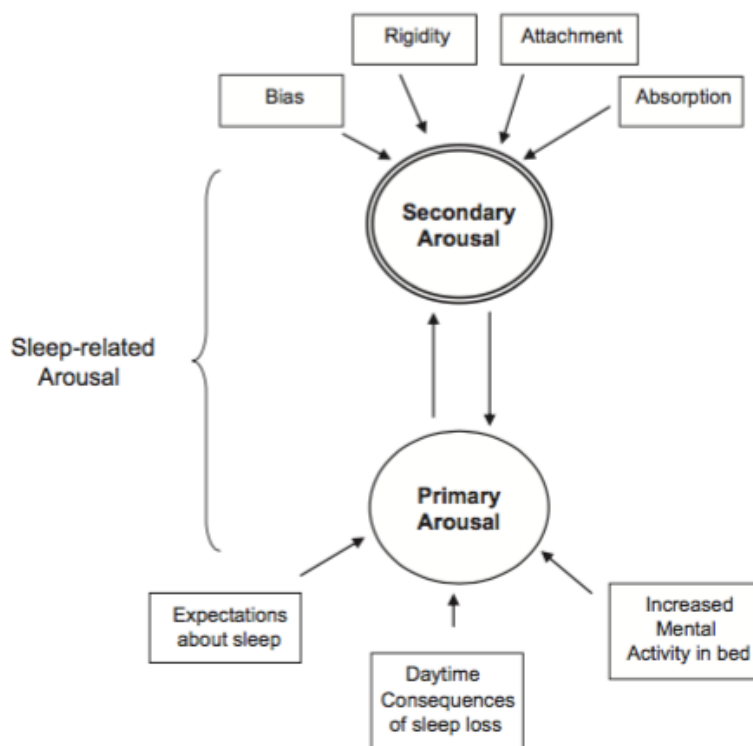 Rigidity
Attachment
Bias
Absorption
Secondary
Arousal
Sleep-related
Arousal
Primary
Arousal
Expectations
about sleep
Daytime
Consequences
of sleep loss
Increased
Mental
Activity in bed